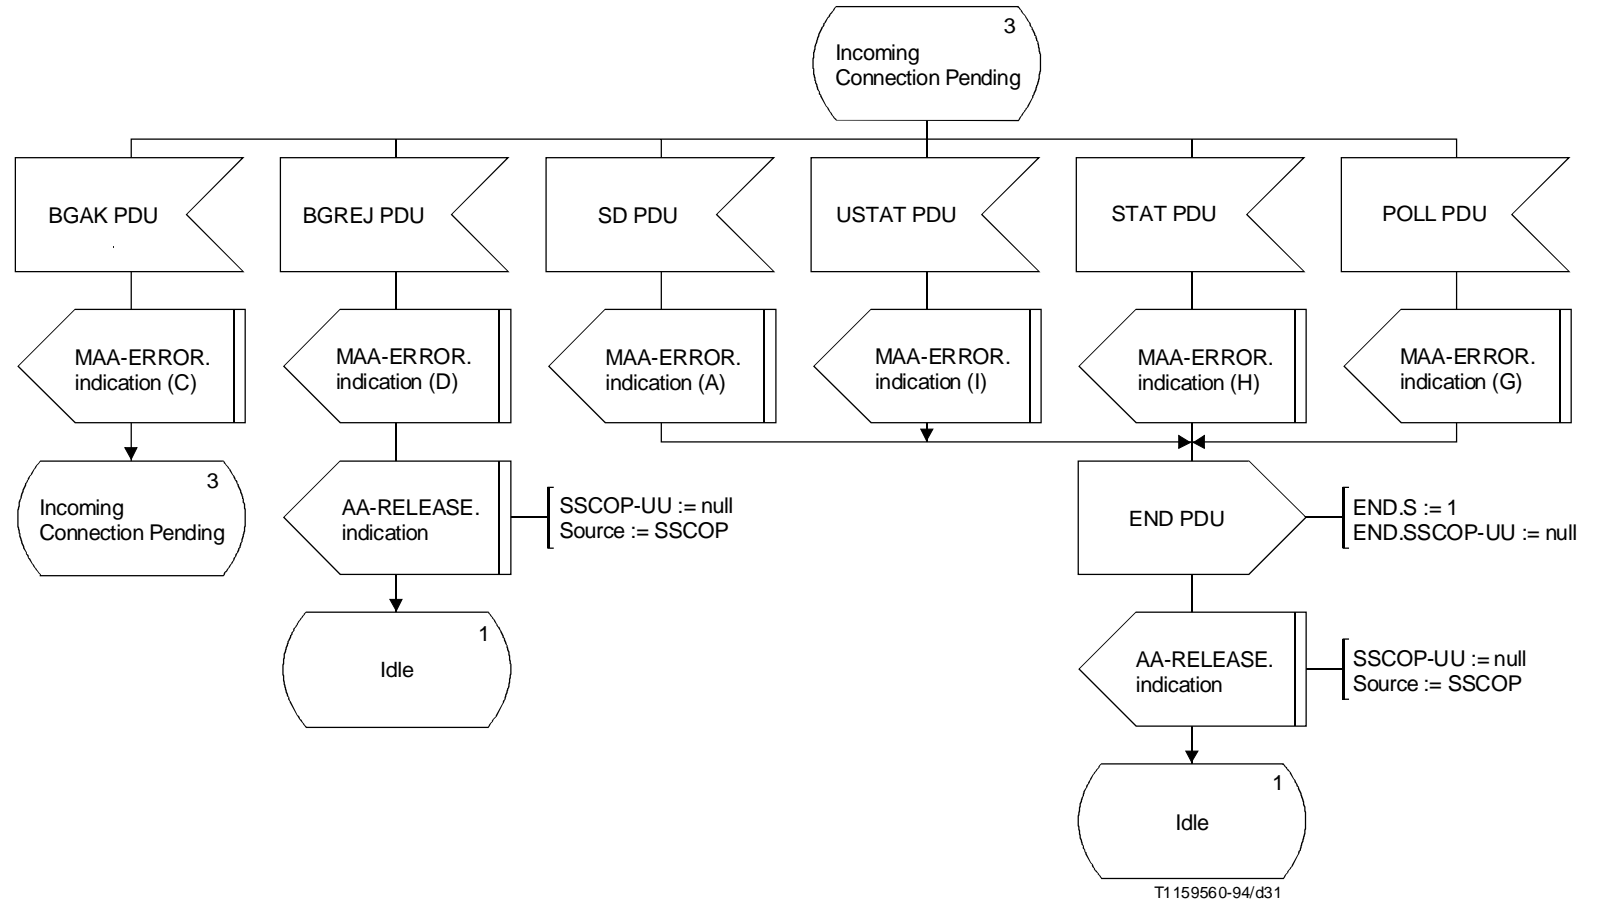 3
Incoming
Connection Pending
BGAK PDU
BGREJ PDU
SD PDU
USTAT PDU
STAT PDU
POLL PDU
MAA-ERROR.
indication (C)
MAA-ERROR.
indication (D)
MAA-ERROR.
indication (A)
MAA-ERROR.
indication (I)
MAA-ERROR.
indication (H)
MAA-ERROR.
indication (G)
3
Incoming
Connection Pending
AA-RELEASE.
indication
SSCOP-UU := null
Source := SSCOP
END PDU
END.S := 1
END.SSCOP-UU := null
1
Idle
AA-RELEASE.
indication
SSCOP-UU := null
Source := SSCOP
1
Idle
T1159560-94/d31